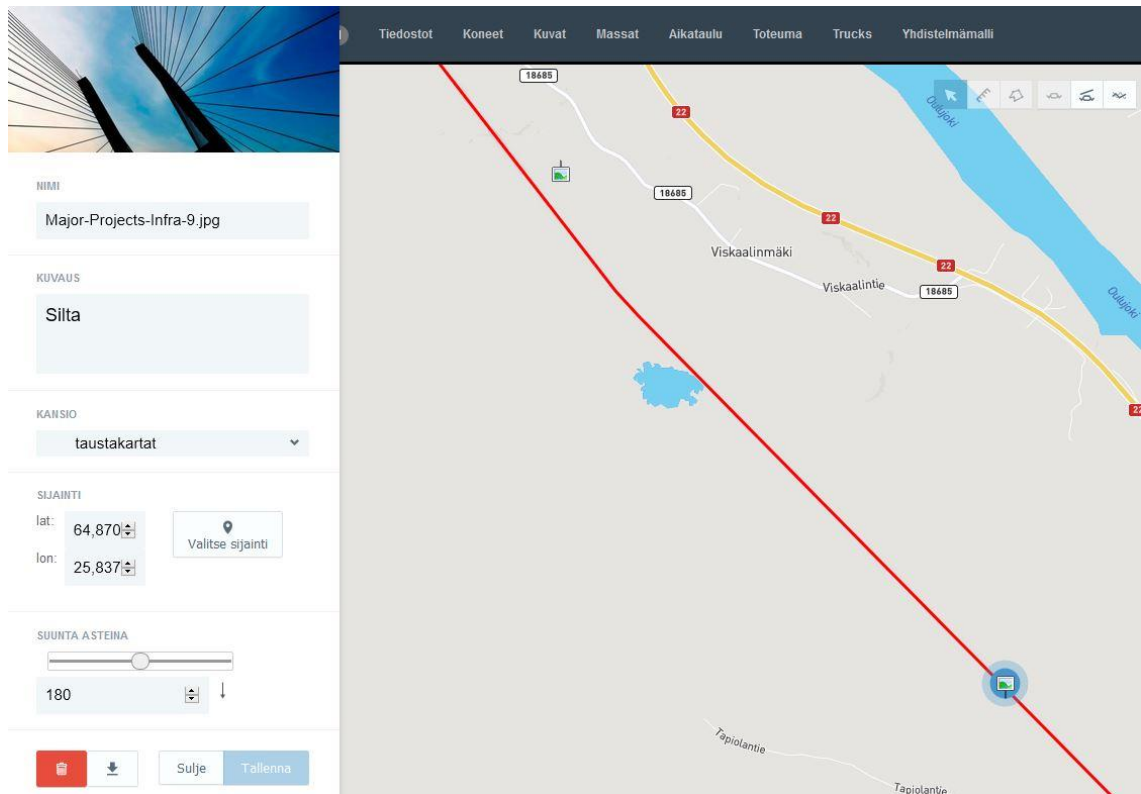 Tiedostot Koneet Kuvat Massat Aikataulu Toteuma Trucks Yhdistelmämalli
NIMI
Major-Projects-Infra-9.jpg
KUVAUS
Silta
KANSIO
taustakartat
SIJAINTI
lat: 64,870
Valitse sijainti
lon: 25,837
SUUNTA ASTEINA
180
Sulje Tallenna
18685
22
Oulujoki
18685
22
Viskaalinmäki
22
Viskaalintie
18685
Oulujoki
22
Tapiolantie
Tapiolantie